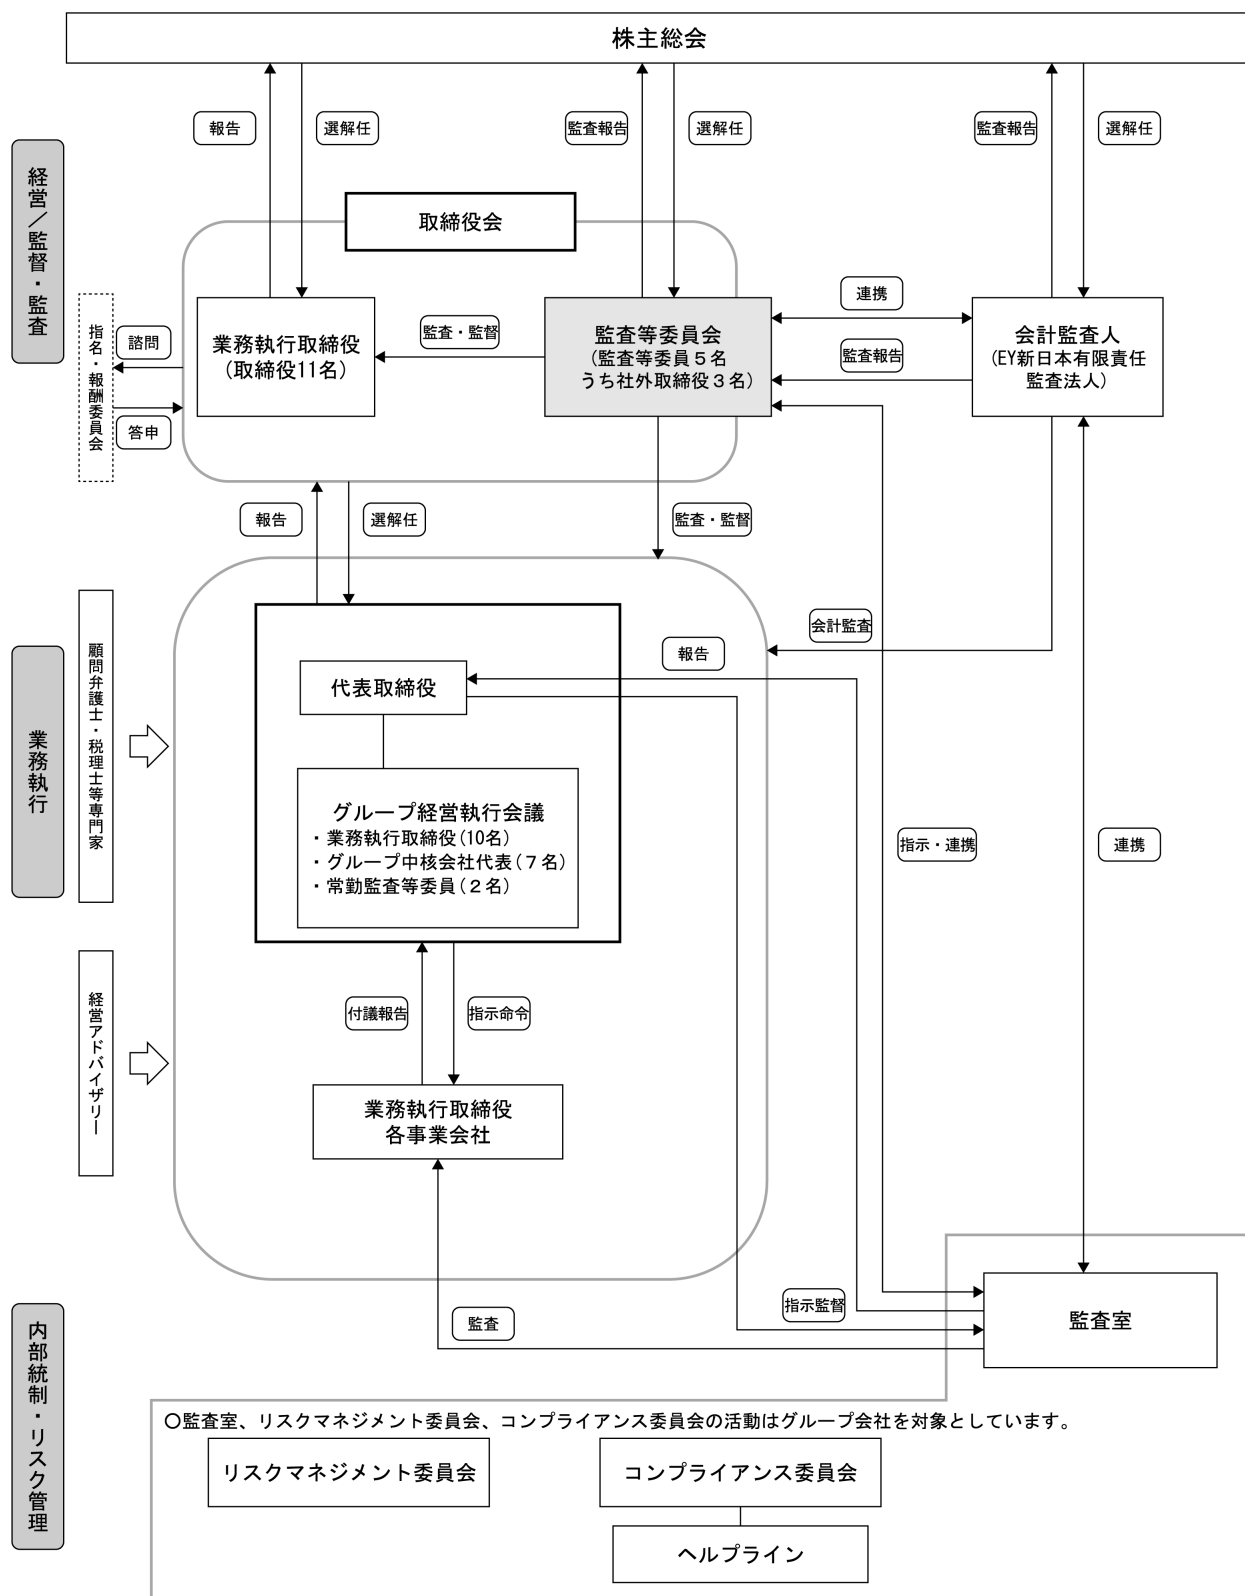 株主総会
報告
選解任
監査報告
選解任
監査報告
選解任
経営／監督・監査
取締役会
指名・報酬委員会
諮問
答申
業務執行取締役
(取締役11名)
監査・監督
監査等委員会
(監査等委員５名
うち社外取締役３名)
連携
監査報告
会計監査人
(EY新日本有限責任
監査法人)
報告
選解任
監査・監督
業務執行
顧問弁護士・税理士等専門家
会計監査
報告
代表取締役
グループ経営執行会議
・業務執行取締役(10名)
・グループ中核会社代表(７名)
・常勤監査等委員(２名)
指示・連携
連携
経営アドバイザリー
付議報告
指示命令
業務執行取締役
各事業会社
内部統制・リスク管理
監査
指示監督
監査室
○監査室、リスクマネジメント委員会、コンプライアンス委員会の活動はグループ会社を対象としています。
リスクマネジメント委員会
コンプライアンス委員会
ヘルプライン